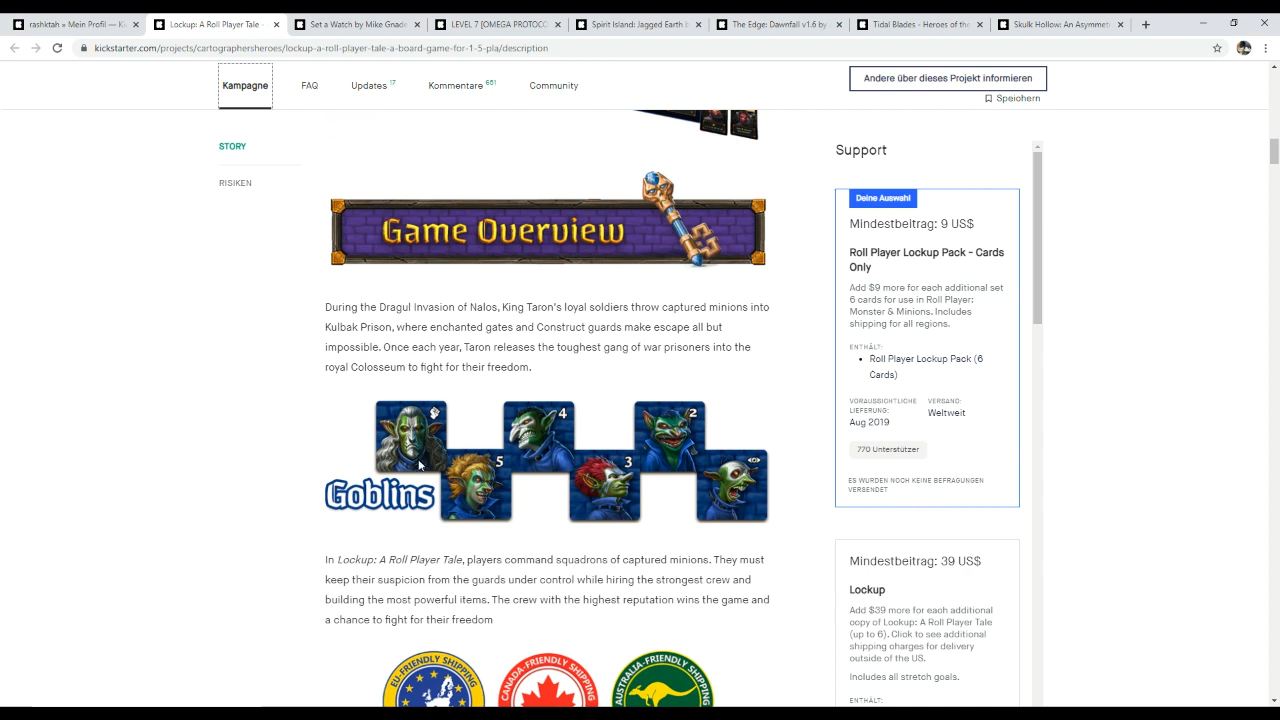 rashktah » Mein Profil — Ki
Lockup: A Roll Player Tale -
Set a Watch by Mike Gnade
LEVEL 7 [OMEGA PROTOCO
Spirit Island: Jagged Earth b
The Edge: Dawnfall v1.6 by
Tidal Blades - Heroes of the
Skulk Hollow: An Asymmet
kickstarter.com/projects/cartographersheroes/lockup-a-roll-player-tale-a-board-game-for-1-5-pla/description
Kampagne
FAQ
Updates 17
Kommentare 651
Community
Andere über dieses Projekt informieren
Speichern
STORY
RISIKEN
Game Overview
During the Dragul Invasion of Nalos, King Taron's loyal soldiers throw captured minions into
Kulbak Prison, where enchanted gates and Construct guards make escape all but
impossible. Once each year, Taron releases the toughest gang of war prisoners into the
royal Colosseum to fight for their freedom.
4
2
5
3
Goblins
In Lockup: A Roll Player Tale, players command squadrons of captured minions. They must
keep their suspicion from the guards under control while hiring the strongest crew and
building the most powerful items. The crew with the highest reputation wins the game and
a chance to fight for their freedom
EU-FRIENDLY SHIPPING
CANADA-FRIENDLY SHIPPING
AUSTRALIA-FRIENDLY SHIPPING
Support
Deine Auswahl
Mindestbeitrag: 9 US$
Roll Player Lockup Pack - Cards
Only
Add $9 more for each additional set
6 cards for use in Roll Player:
Monster & Minions. Includes
shipping for all regions.
ENTHÄLT:
Roll Player Lockup Pack (6
Cards)
VORAUSSICHTLICHE
LIEFERUNG:
Aug 2019
VERSAND:
Weltweit
770 Unterstützer
ES WURDEN NOCH KEINE BEFRAGUNGEN
VERSENDET
Mindestbeitrag: 39 US$
Lockup
Add $39 more for each additional
copy of Lockup: A Roll Player Tale
(up to 6). Click to see additional
shipping charges for delivery
outside of the US.
Includes all stretch goals.
ENTHÄLT: